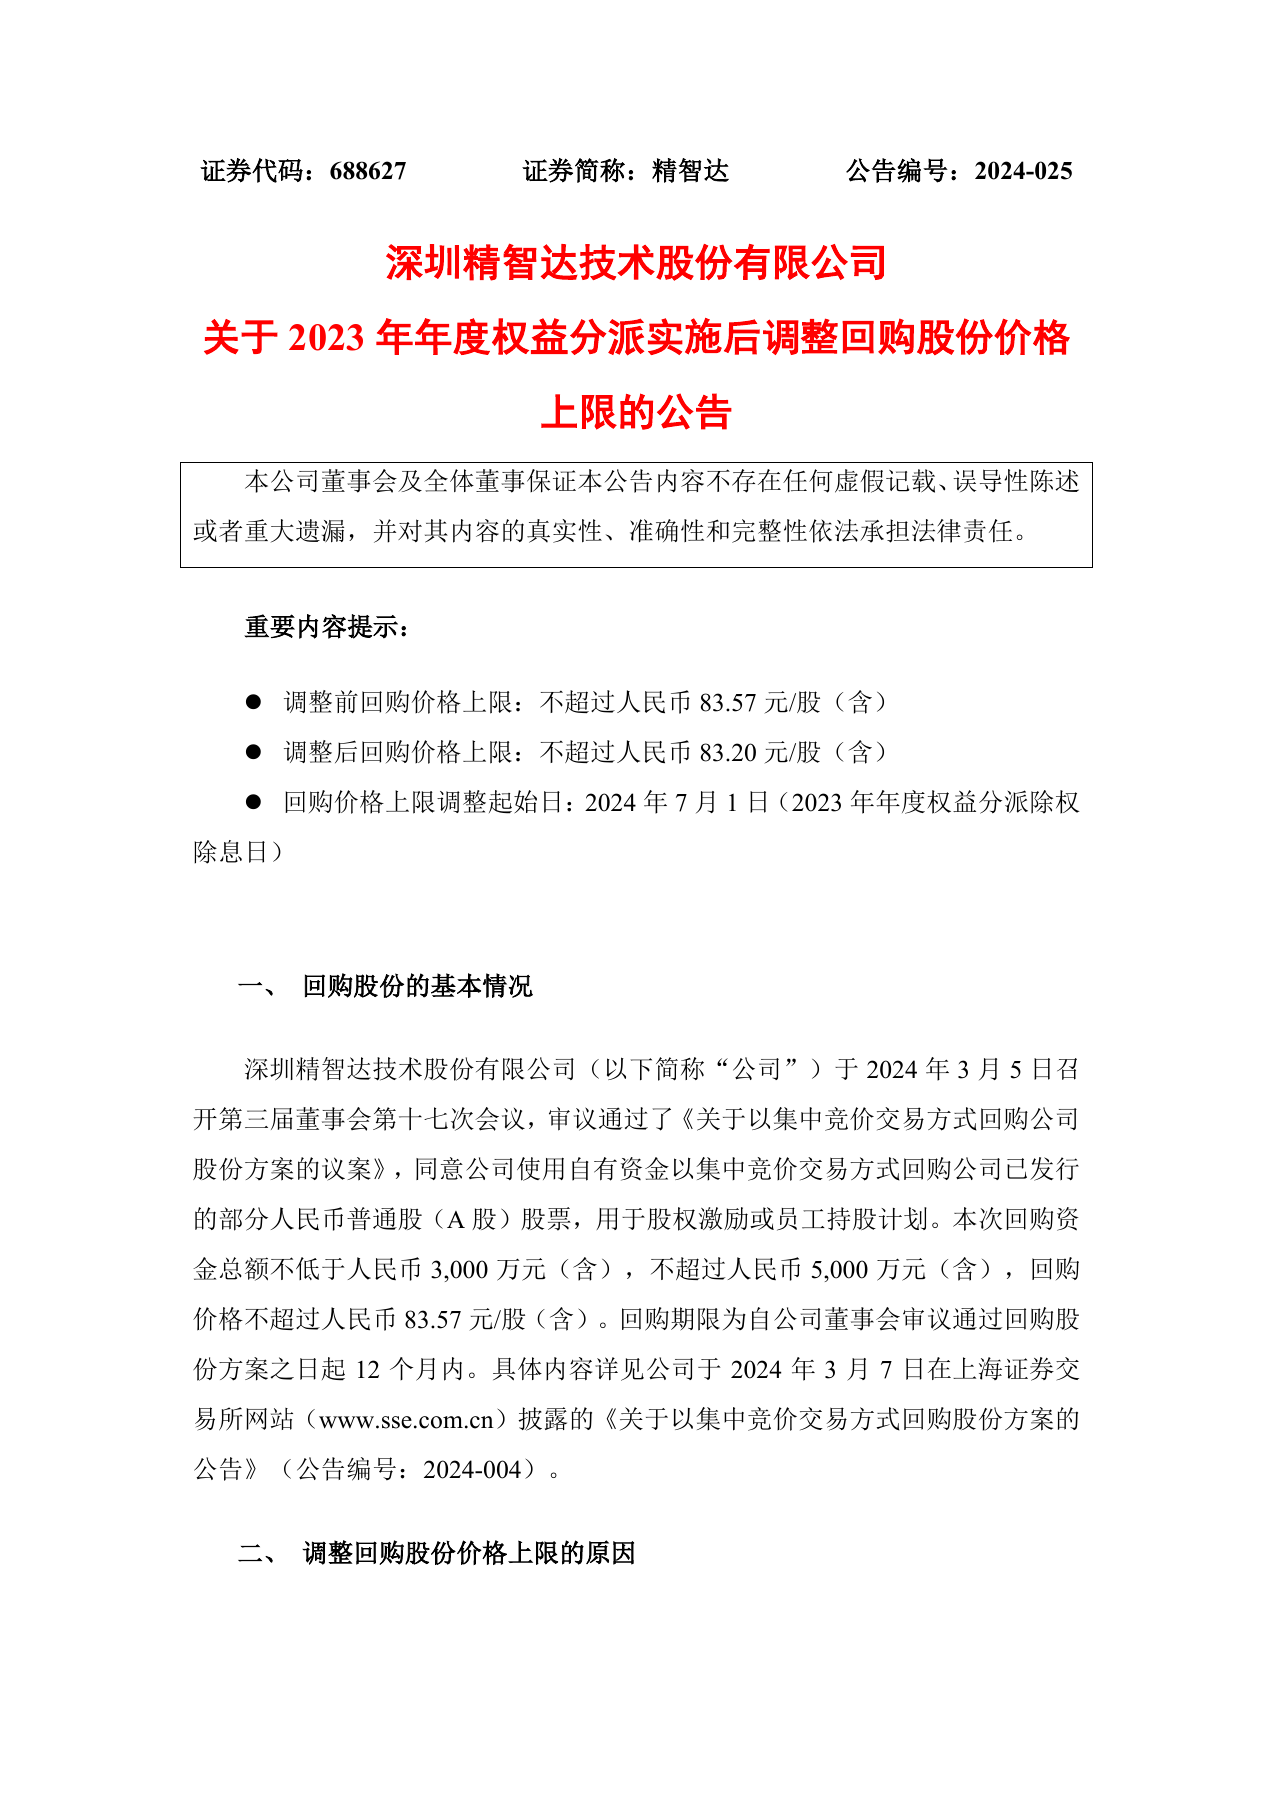 证券代码：688627 证券简称：精智达 公告编号：2024-025
深圳精智达技术股份有限公司
关于 2023 年年度权益分派实施后调整回购股份价格
上限的公告
本公司董事会及全体董事保证本公告内容不存在任何虚假记载、误导性陈述
或者重大遗漏，并对其内容的真实性、准确性和完整性依法承担法律责任。
重要内容提示：
● 调整前回购价格上限：不超过人民币 83.57 元/股（含）
● 调整后回购价格上限：不超过人民币 83.20 元/股（含）
● 回购价格上限调整起始日：2024 年 7 月 1 日（2023 年年度权益分派除权
除息日）
一、 回购股份的基本情况
深圳精智达技术股份有限公司（以下简称“公司”）于 2024 年 3 月 5 日召
开第三届董事会第十七次会议，审议通过了《关于以集中竞价交易方式回购公司
股份方案的议案》，同意公司使用自有资金以集中竞价交易方式回购公司已发行
的部分人民币普通股（A 股）股票，用于股权激励或员工持股计划。本次回购资
金总额不低于人民币 3,000 万元（含），不超过人民币 5,000 万元（含），回购
价格不超过人民币 83.57 元/股（含）。回购期限为自公司董事会审议通过回购股
份方案之日起 12 个月内。具体内容详见公司于 2024 年 3 月 7 日在上海证券交
易所网站（www.sse.com.cn）披露的《关于以集中竞价交易方式回购股份方案的
公告》（公告编号：2024-004）。
二、 调整回购股份价格上限的原因